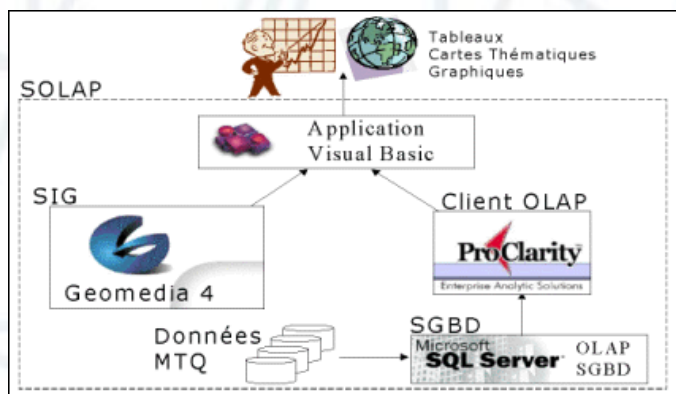 Tableaux
Cartes Thématiques
Graphiques
SOLAP
Application
Visual Basic
SIG
Geomedia 4
Client OLAP
ProClarity™
Enterprise Analytic Solutions
Données
MTQ
SGBD
Microsoft
SQL Server
OLAP
SGBD